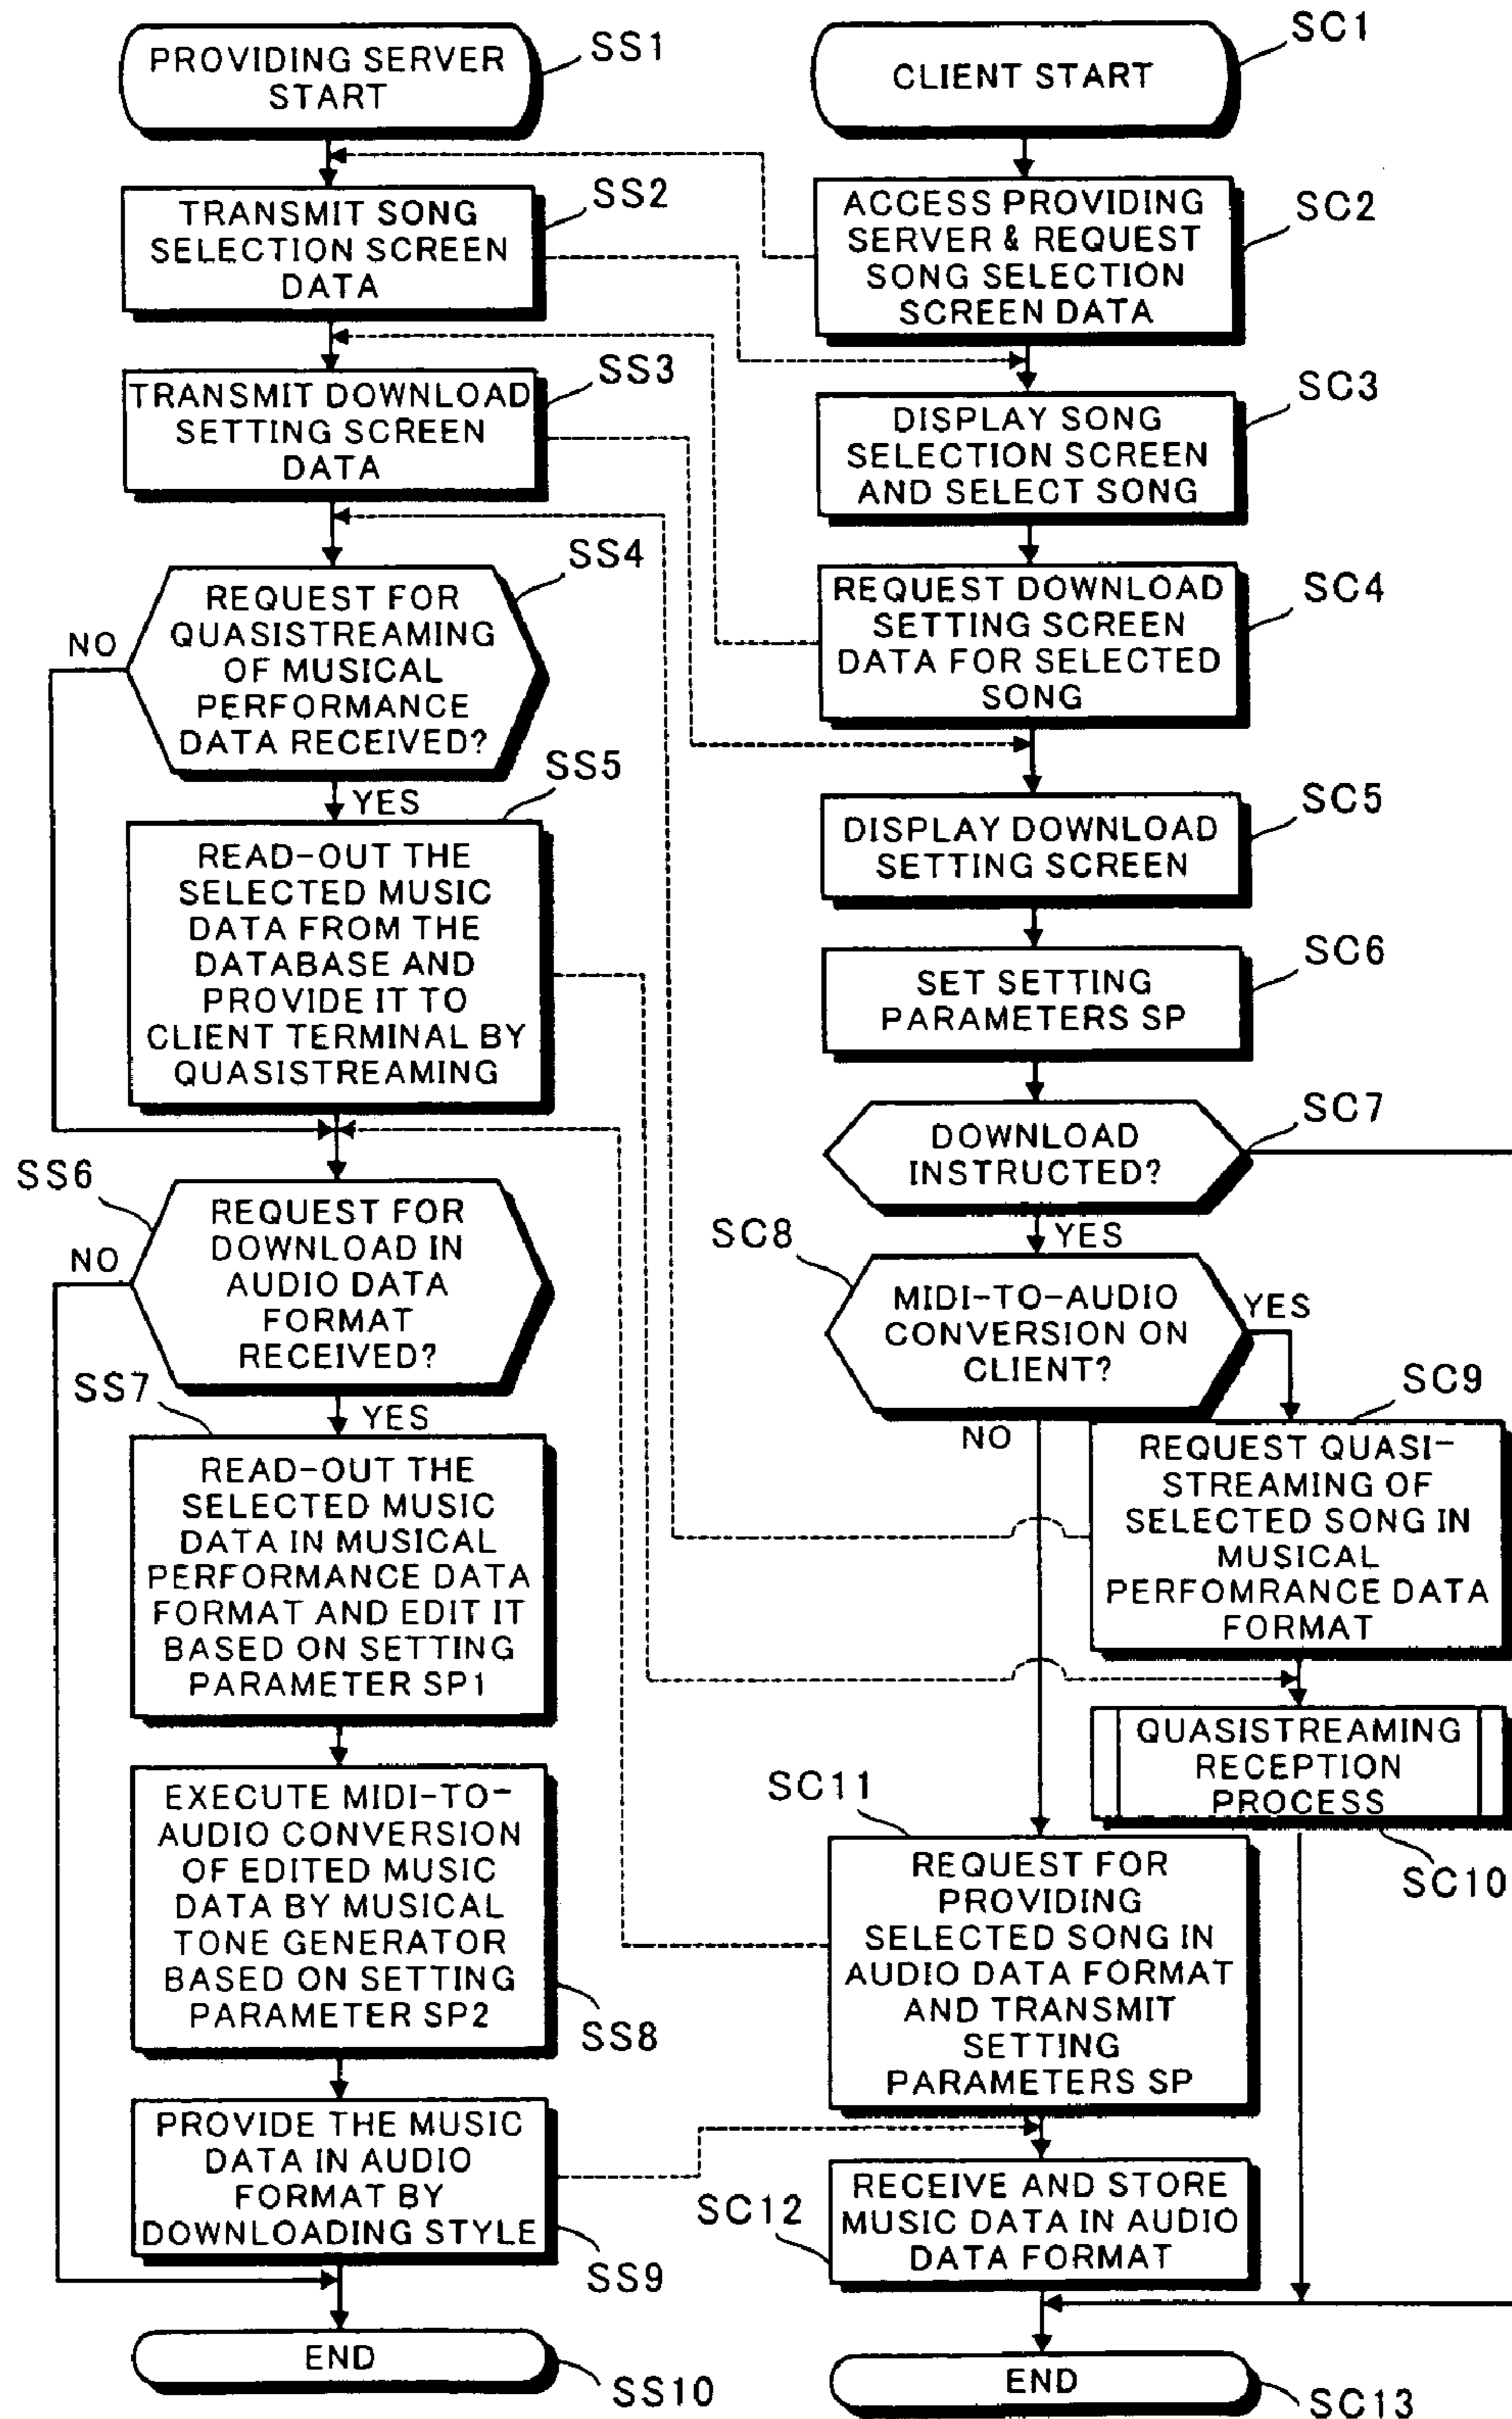 PROVIDING SERVER
START
SS1
TRANSMIT SONG
SELECTION SCREEN
DATA
SS2
TRANSMIT DOWNLOAD
SETTING SCREEN
DATA
SS3
REQUEST FOR
QUASISTREAMING
OF MUSICAL
PERFORMANCE
DATA RECEIVED?
SS4
NO
YES
READ-OUT THE
SELECTED MUSIC
DATA FROM THE
DATABASE AND
PROVIDE IT TO
CLIENT TERMINAL BY
QUASISTREAMING
SS5
REQUEST FOR
DOWNLOAD IN
AUDIO DATA
FORMAT
RECEIVED?
SS6
NO
YES
SS7
READ-OUT THE
SELECTED MUSIC
DATA IN MUSICAL
PERFORMANCE DATA
FORMAT AND EDIT IT
BASED ON SETTING
PARAMETER SP1
EXECUTE MIDI-TO-
AUDIO CONVERSION
OF EDITED MUSIC
DATA BY MUSICAL
TONE GENERATOR
BASED ON SETTING
PARAMETER SP2
SS8
PROVIDE THE MUSIC
DATA IN AUDIO
FORMAT BY
DOWNLOADING STYLE
SS9
END
SS10
CLIENT START
SC1
ACCESS PROVIDING
SERVER & REQUEST
SONG SELECTION
SCREEN DATA
SC2
DISPLAY SONG
SELECTION SCREEN
AND SELECT SONG
SC3
REQUEST DOWNLOAD
SETTING SCREEN
DATA FOR SELECTED
SONG
SC4
DISPLAY DOWNLOAD
SETTING SCREEN
SC5
SET SETTING
PARAMETERS SP
SC6
DOWNLOAD
INSTRUCTED?
SC7
YES
SC8
MIDI-TO-AUDIO
CONVERSION ON
CLIENT?
YES
NO
SC9
REQUEST QUASI-
STREAMING OF
SELECTED SONG IN
MUSICAL
PERFOMRANCE DATA
FORMAT
QUASISTREAMING
RECEPTION
PROCESS
SC10
SC11
REQUEST FOR
PROVIDING
SELECTED SONG IN
AUDIO DATA FORMAT
AND TRANSMIT
SETTING
PARAMETERS SP
SC12
RECEIVE AND STORE
MUSIC DATA IN AUDIO
DATA FORMAT
END
SC13